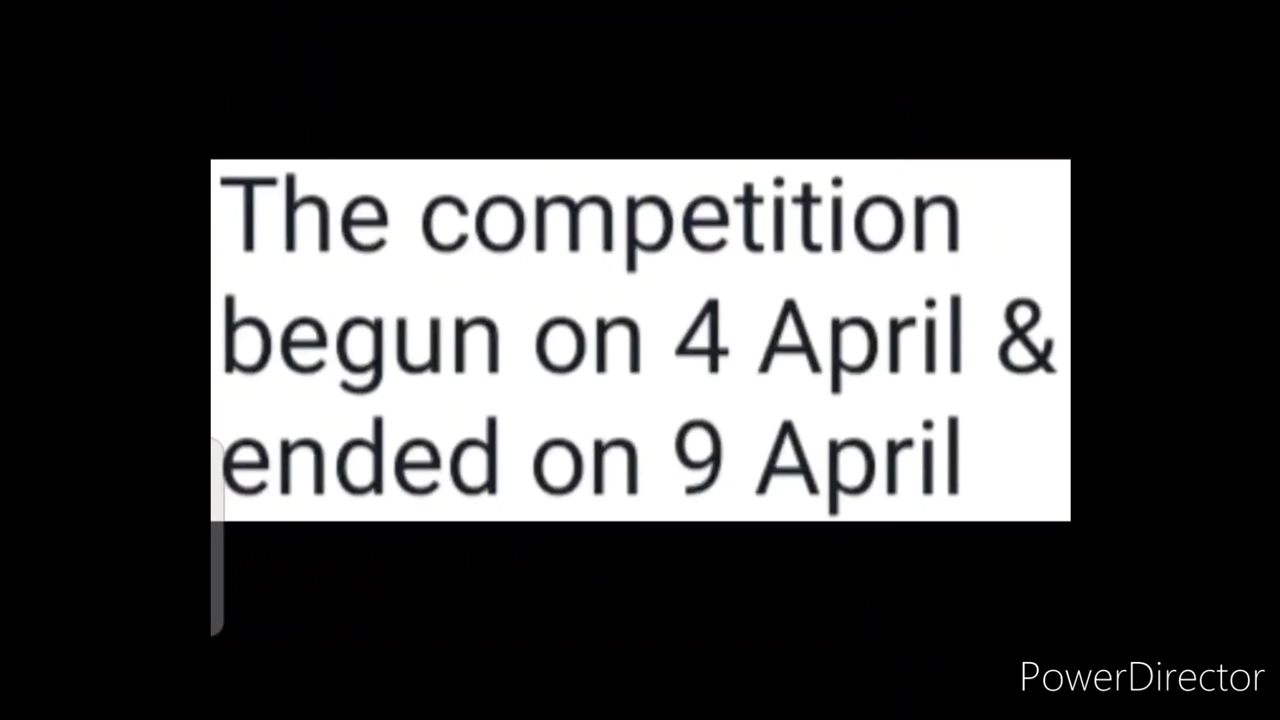 The competition
begun on 4 April &
ended on 9 April
PowerDirector